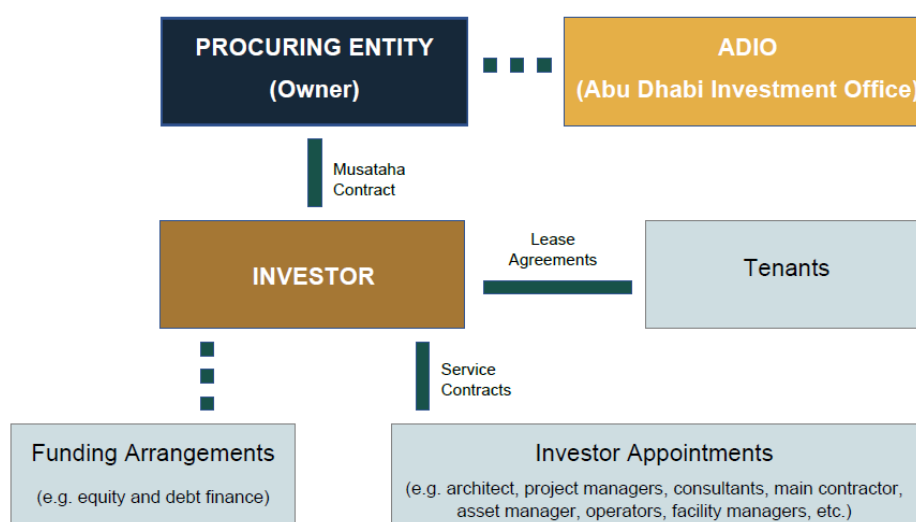 PROCURING ENTITY
(Owner)
ADIO
(Abu Dhabi Investment Office)
Musataha
Contract
INVESTOR
Lease
Agreements
Tenants
Service
Contracts
Funding Arrangements
(e.g. equity and debt finance)
Investor Appointments
(e.g. architect, project managers, consultants, main contractor,
asset manager, operators, facility managers, etc.)